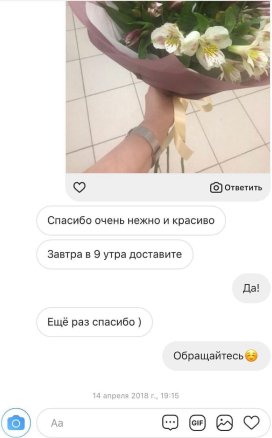 Ответить
Спасибо очень нежно и красиво
Завтра в 9 утра доставите
Да!
Ещё раз спасибо )
Обращайтесь☺️
14 апреля 2018 г., 19:15
Aa
GIF